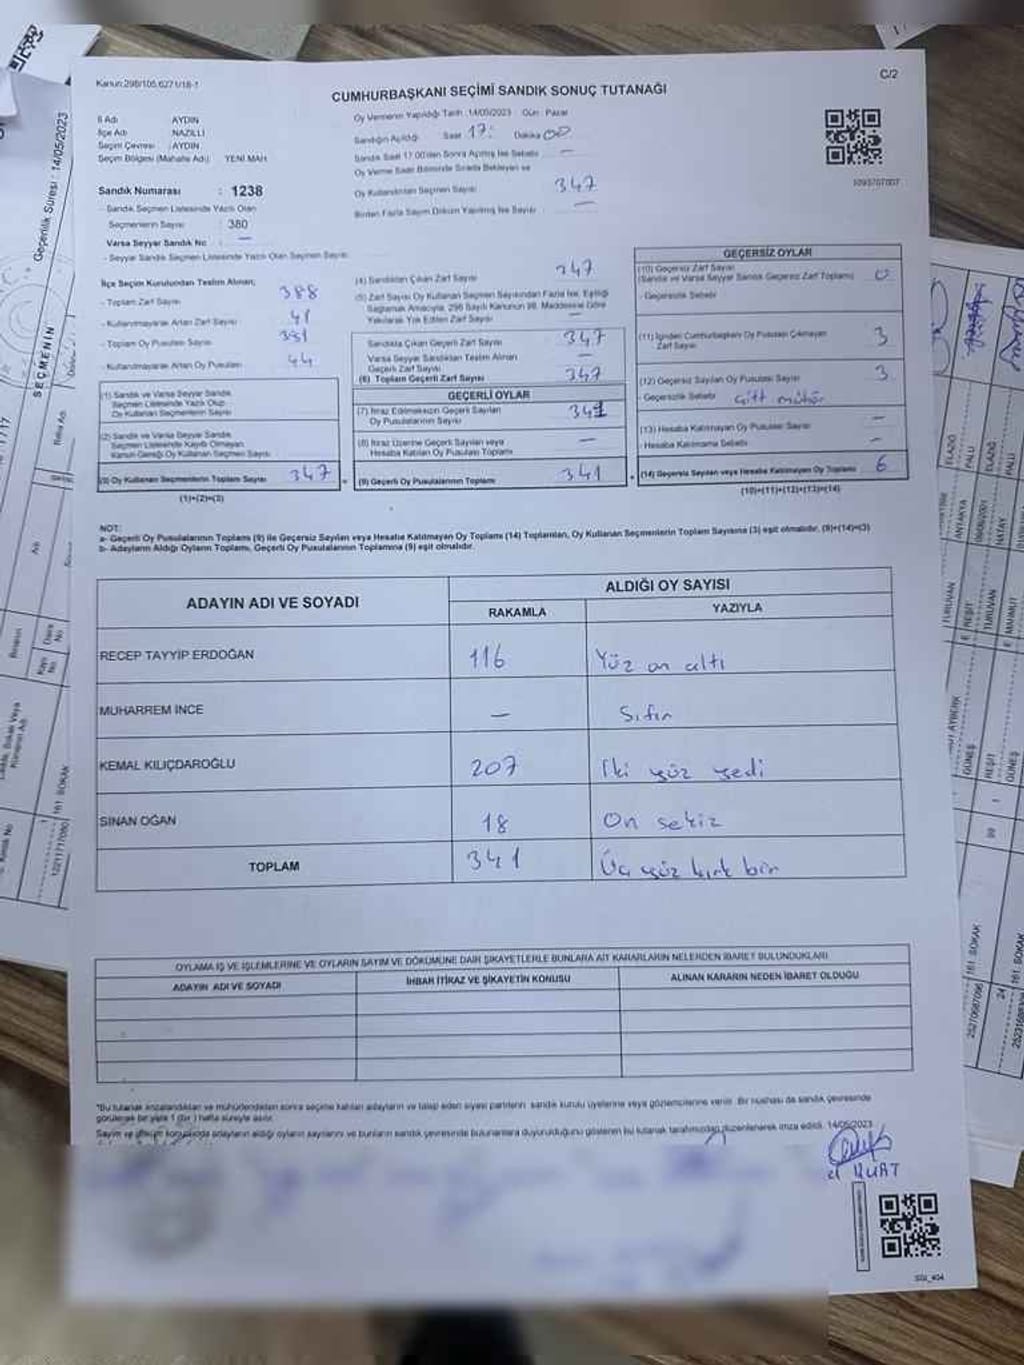 Kanun:298/105,6271/18-1
C/2
CUMHURBAŞKANI SEÇİMİ SANDIK SONUÇ TUTANAĞI
İl Adı AYDIN
İlçe Adı NAZİLLİ
Seçim Çevresi : AYDIN
Seçim Bölgesi (Mahalle Adı) YENİ MAH
Oy Vermenin Yapıldığı Tarih :14/05/2023 Gün : Pazar
Sandığın Açıldığı Saat 17: Dakika 00
Sandık Saat 17.00'den Sonra Açılmış İse Sebebi —
Oy Verme Saati Bitiminde Sırada Bekleyen ve
Oy Kullandırılan Seçmen Sayısı 347
Birden Fazla Sayım Döküm Yapılmış İse Sayısı —
Sandık Numarası : 1238
- Sandık Seçmen Listesinde Yazılı Olan
Seçmenlerin Sayısı : 380
Varsa Seyyar Sandık No : —
- Seyyar Sandık Seçmen Listesinde Yazılı Olan Seçmen Sayısı:
İlçe Seçim Kurulundan Teslim Alınan;
- Toplam Zarf Sayısı 388
- Kullanılmayarak Artan Zarf Sayısı 41
- Toplam Oy Pusulası Sayısı 391
- Kullanılmayarak Artan Oy Pusulası 44
(1) Sandık ve Varsa Seyyar Sandık
Seçmen Listesinde Yazılı Olup
Oy Kullanan Seçmenlerin Sayısı
(2) Sandık ve Varsa Seyyar Sandık
Seçmen Listesinde Kayıtlı Olmayan
Kanun Gereği Oy Kullanan Seçmen Sayısı
(3) Oy Kullanan Seçmenlerin Toplam Sayısı 347
(1)+(2)=(3)
(4) Sandıktan Çıkan Zarf Sayısı 347
(5) Zarf Sayısı Oy Kullanan Seçmen Sayısından Fazla İse, Eşitliği
Sağlamak Amacıyla, 298 Sayılı Kanunun 98. Maddesine Göre
Yakılarak Yok Edilen Zarf Sayısı —
Sandıkta Çıkan Geçerli Zarf Sayısı 347
Varsa Seyyar Sandıktan Teslim Alınan
Geçerli Zarf Sayısı —
(6) Toplam Geçerli Zarf Sayısı 347
GEÇERLİ OYLAR
(7) İtiraz Edilmeksizin Geçerli Sayılan
Oy Pusulalarının Sayısı 341
(8) İtiraz Üzerine Geçerli Sayılan veya
Hesaba Katılan Oy Pusulası Toplamı —
(9) Geçerli Oy Pusulalarının Toplamı 341
GEÇERSİZ OYLAR
(10) Geçersiz Zarf Sayısı
(Sandık ve Varsa Seyyar Sandık Geçersiz Zarf Toplamı) 0
- Geçersizlik Sebebi
(11) İçinden Cumhurbaşkanı Oy Pusulası Çıkmayan
Zarf Sayısı 3
(12) Geçersiz Sayılan Oy Pusulası Sayısı 3
- Geçersizlik Sebebi Çift mühür
(13) Hesaba Katılmayan Oy Pusulası Sayısı —
- Hesaba Katılmama Sebebi —
(14) Geçersiz Sayılan veya Hesaba Katılmayan Oy Toplamı 6
(10)+(11)+(12)+(13)=(14)
NOT:
a- Geçerli Oy Pusulalarının Toplamı (9) ile Geçersiz Sayılan veya Hesaba Katılmayan Oy Toplamı (14) Toplamları, Oy Kullanan Seçmenlerin Toplam Sayısına (3) eşit olmalıdır. (9)+(14)=(3)
b- Adayların Aldığı Oyların Toplamı, Geçerli Oy Pusulalarının Toplamına (9) eşit olmalıdır.
ADAYIN ADI VE SOYADI
ALDIĞI OY SAYISI
RAKAMLA YAZIYLA
RECEP TAYYİP ERDOĞAN 116 Yüz on altı
MUHARREM İNCE — Sıfır
KEMAL KILIÇDAROĞLU 207 İki yüz yedi
SİNAN OĞAN 18 On sekiz
TOPLAM 341 Üç yüz kırk bir
OYLAMA İŞ VE İŞLEMLERİNE VE OYLARIN SAYIM VE DÖKÜMÜNE DAİR ŞİKAYETLERLE BUNLARA AİT KARARLARIN NELERDEN İBARET BULUNDUKLARI
ADAYIN ADI VE SOYADI İHBAR İTİRAZ VE ŞİKAYETİN KONUSU ALINAN KARARIN NEDEN İBARET OLDUĞU
*Bu tutanak imzalandıktan ve mühürlendikten sonra seçime katılan adayların ve talep eden siyasi partilerin sandık kurulu üyelerine veya gözlemcilerine verilir. Bir nüshası da sandık çevresinde
görülecek bir yere 1 (bir) hafta süreyle asılır.
Sayım ve döküm sonucunda adayların aldığı oyların sayılarını ve bunların sandık çevresinde bulunanlara duyurulduğunu gösteren bu tutanak tarafımızdan düzenlenerek imza edildi. 14/05/2023
SEÇMENİN
Geçerlilik Süresi : 14/05/2023
161. SOKAK